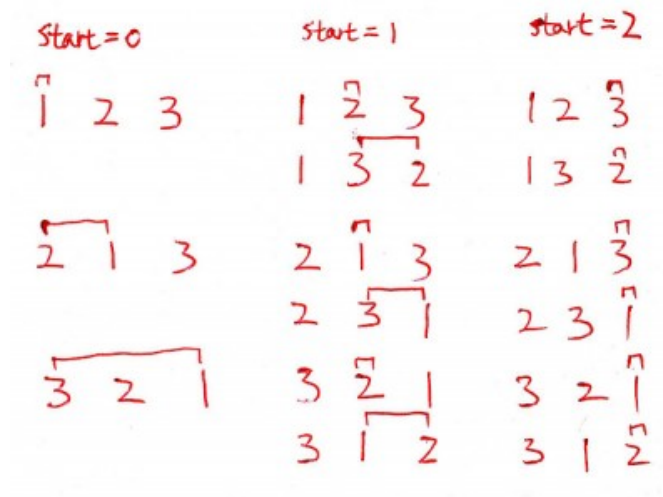 start=0 start=1 start=2
1 2 3 1 2 3 1 2 3
1 3 2 1 3 2
2 1 3 2 1 3 2 1 3
2 3 1 2 3 1
3 2 1 3 2 1 3 2 1
3 1 2 3 1 2